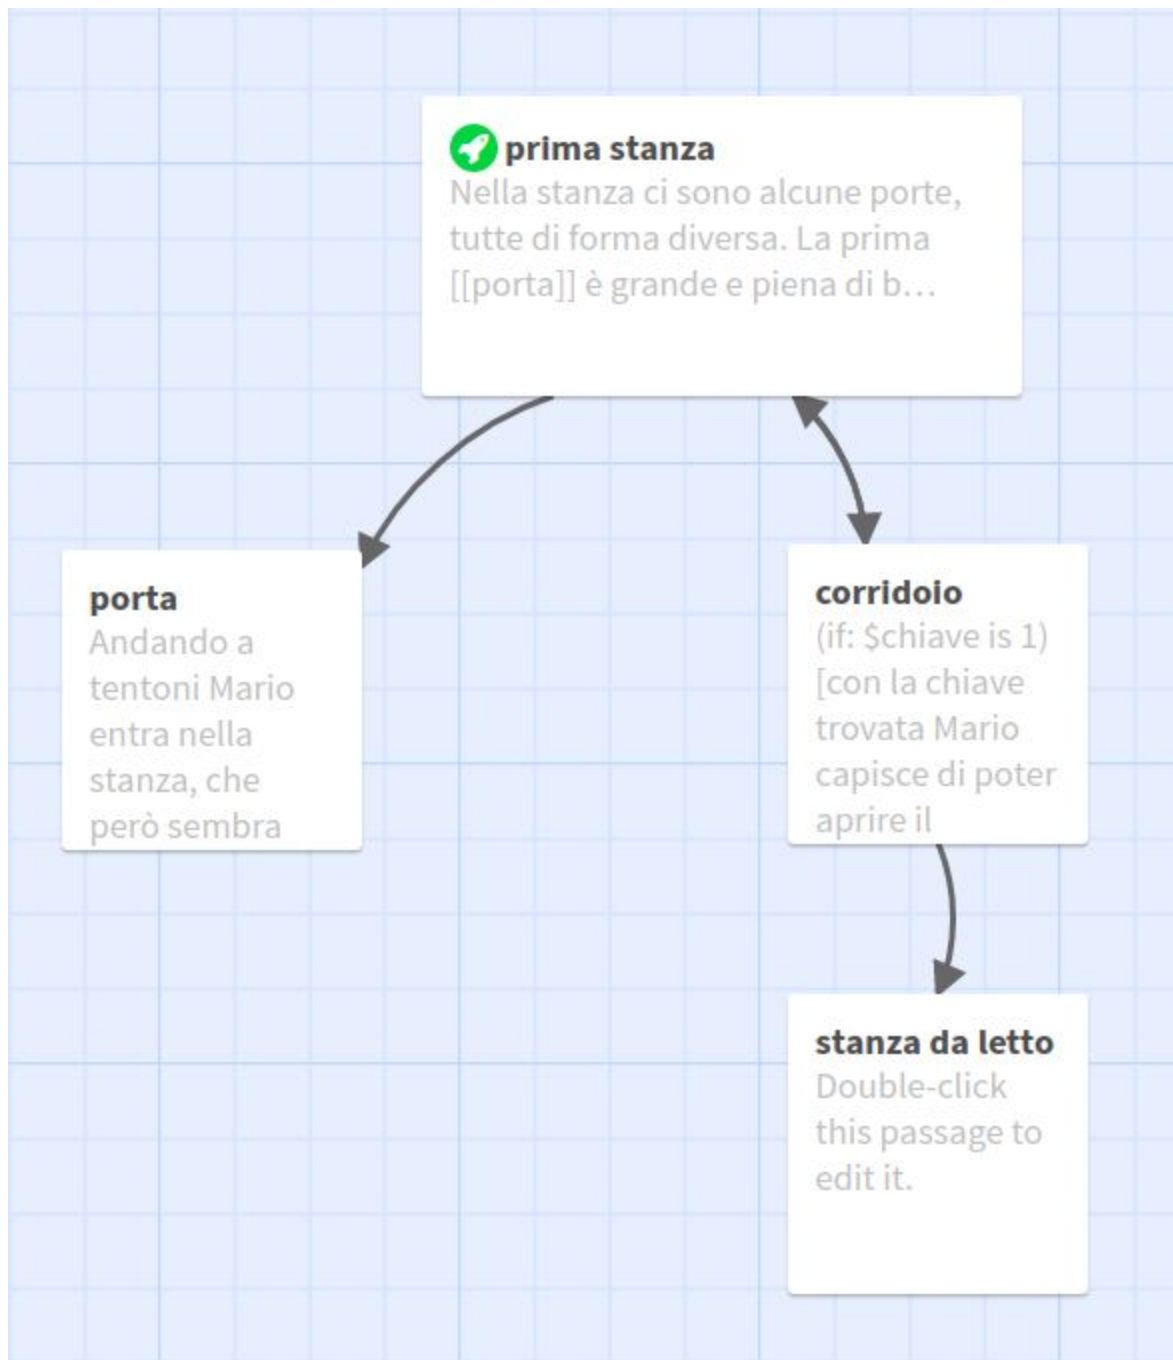 prima stanza
Nella stanza ci sono alcune porte,
tutte di forma diversa. La prima
[[porta]] è grande e piena di b…
porta
Andando a
tentoni Mario
entra nella
stanza, che
però sembra
corridoio
(if: $chiave is 1)
[con la chiave
trovata Mario
capisce di poter
aprire il
stanza da letto
Double-click
this passage to
edit it.